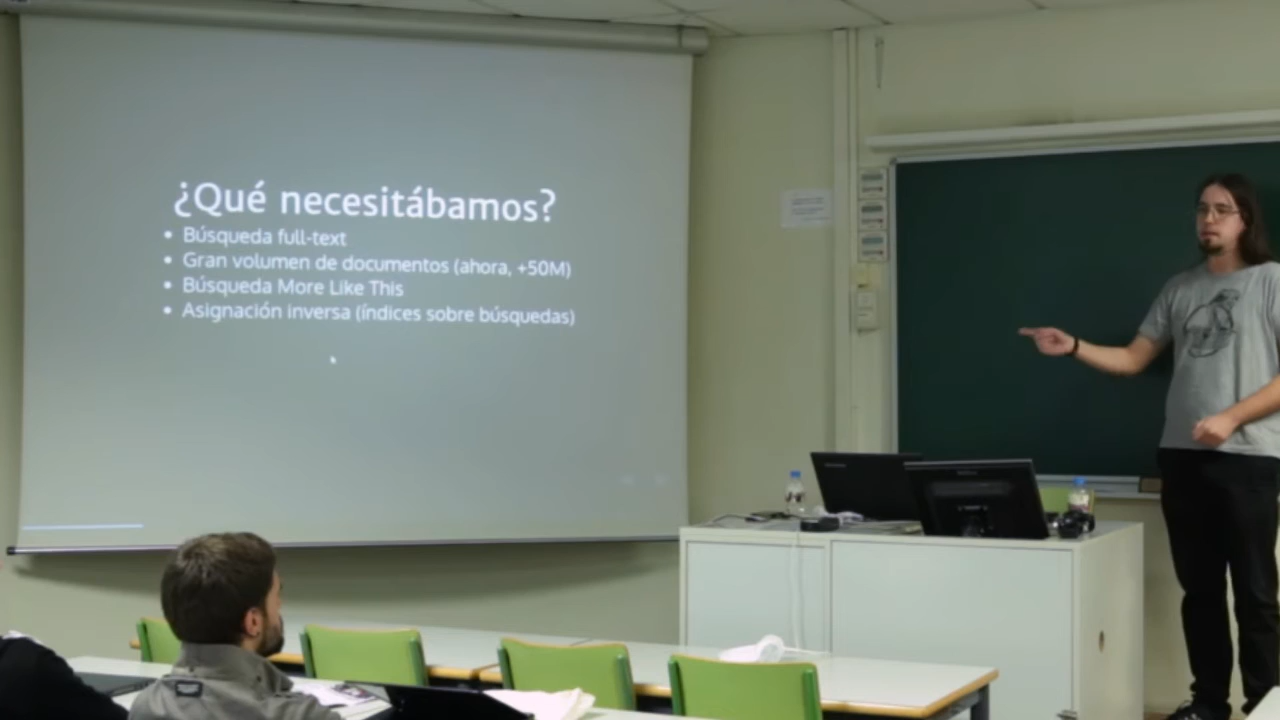 ¿Qué necesitábamos?
• Búsqueda full-text
• Gran volumen de documentos (ahora, +50M)
• Búsqueda More Like This
• Asignación inversa (índices sobre búsquedas)